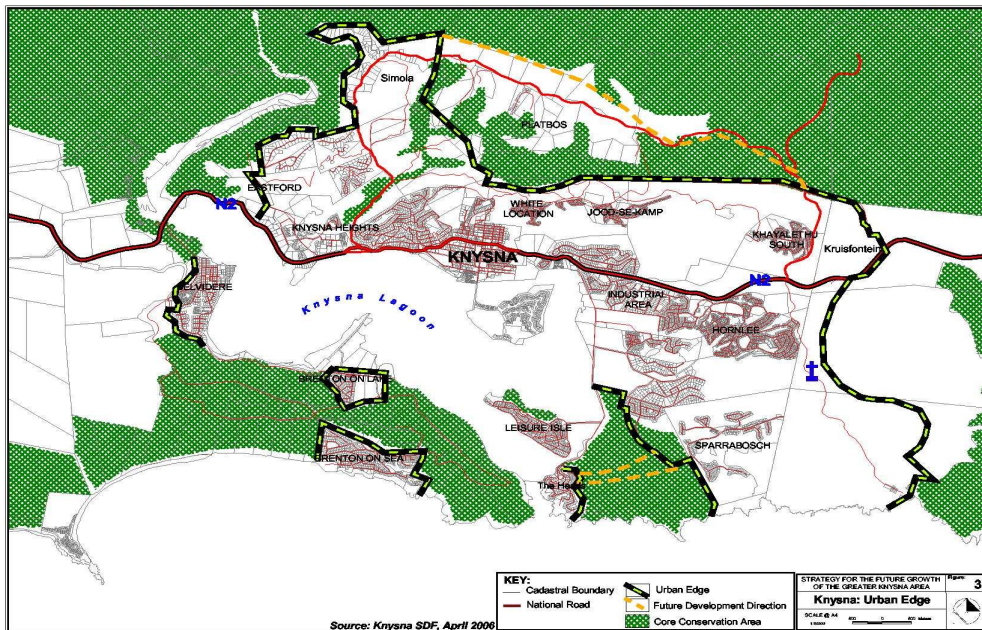 Simola
PLATBOS
EASTFORD
N2
WHITE
LOCATION
JOOD-SE-KAMP
KNYSNA HEIGHTS
KHAYALETHU
SOUTH
Kruisfontein
KNYSNA
N2
BELVIDERE
Knysna Lagoon
INDUSTRIAL
AREA
HORNLEE
BRENTON ON LAKE
LEISURE ISLE
SPARRABOSCH
BRENTON ON SEA
The Heads
KEY:
Cadastral Boundary
National Road
Urban Edge
Future Development Direction
Core Conservation Area
STRATEGY FOR THE FUTURE GROWTH
OF THE GREATER KNYSNA AREA
Figure:
3
Knysna: Urban Edge
SCALE @ A4
Source: Knysna SDF, April 2006